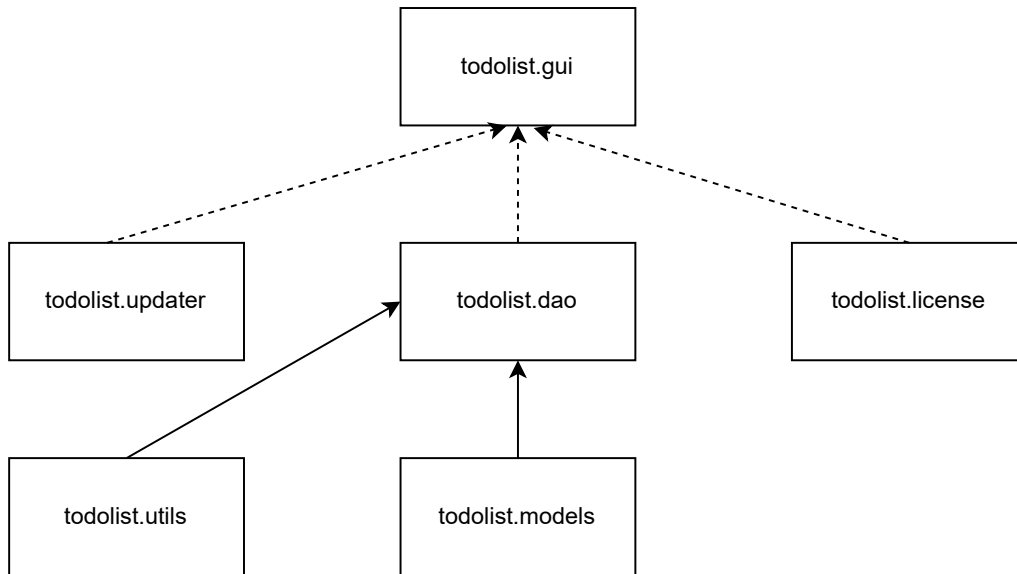 todolist.gui
todolist.updater
todolist.dao
todolist.license
todolist.utils
todolist.models